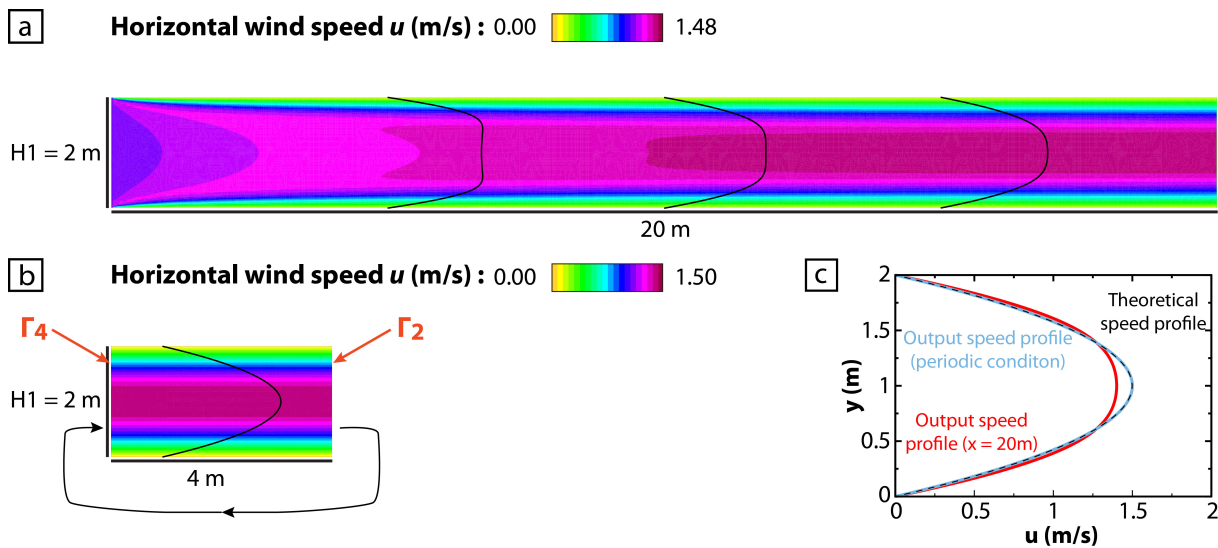 a
Horizontal wind speed u (m/s) : 0.00 1.48
H1 = 2 m
20 m
b
Horizontal wind speed u (m/s) : 0.00 1.50
Γ4
Γ2
H1 = 2 m
4 m
c
2
1.5
1
0.5
0
y (m)
Theoretical
speed profile
Output speed profile
(periodic conditon)
Output speed
profile (x = 20m)
0 0.5 1 1.5 2
u (m/s)